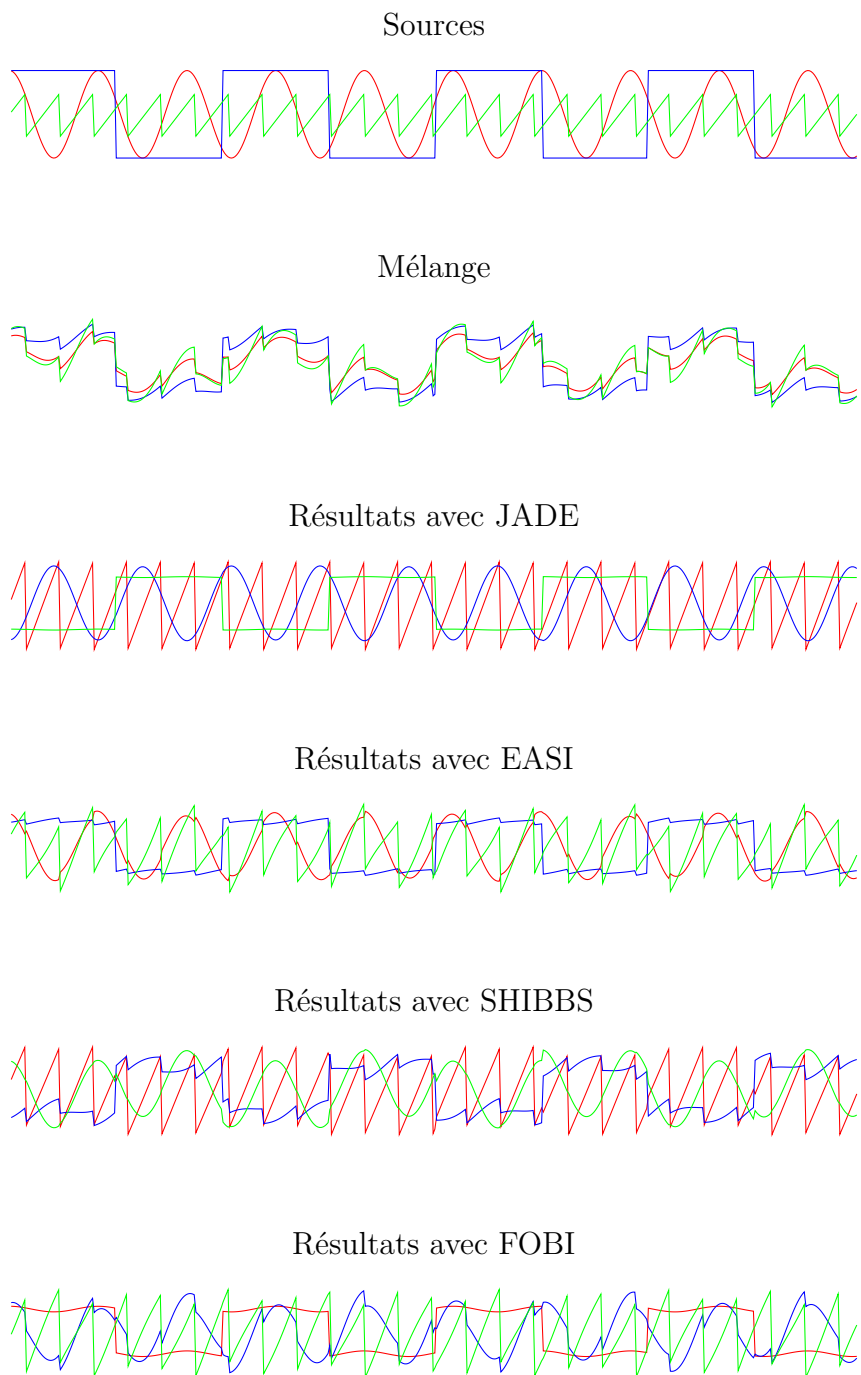 Sources
Mélange
Résultats avec JADE
Résultats avec EASI
Résultats avec SHIBBS
Résultats avec FOBI